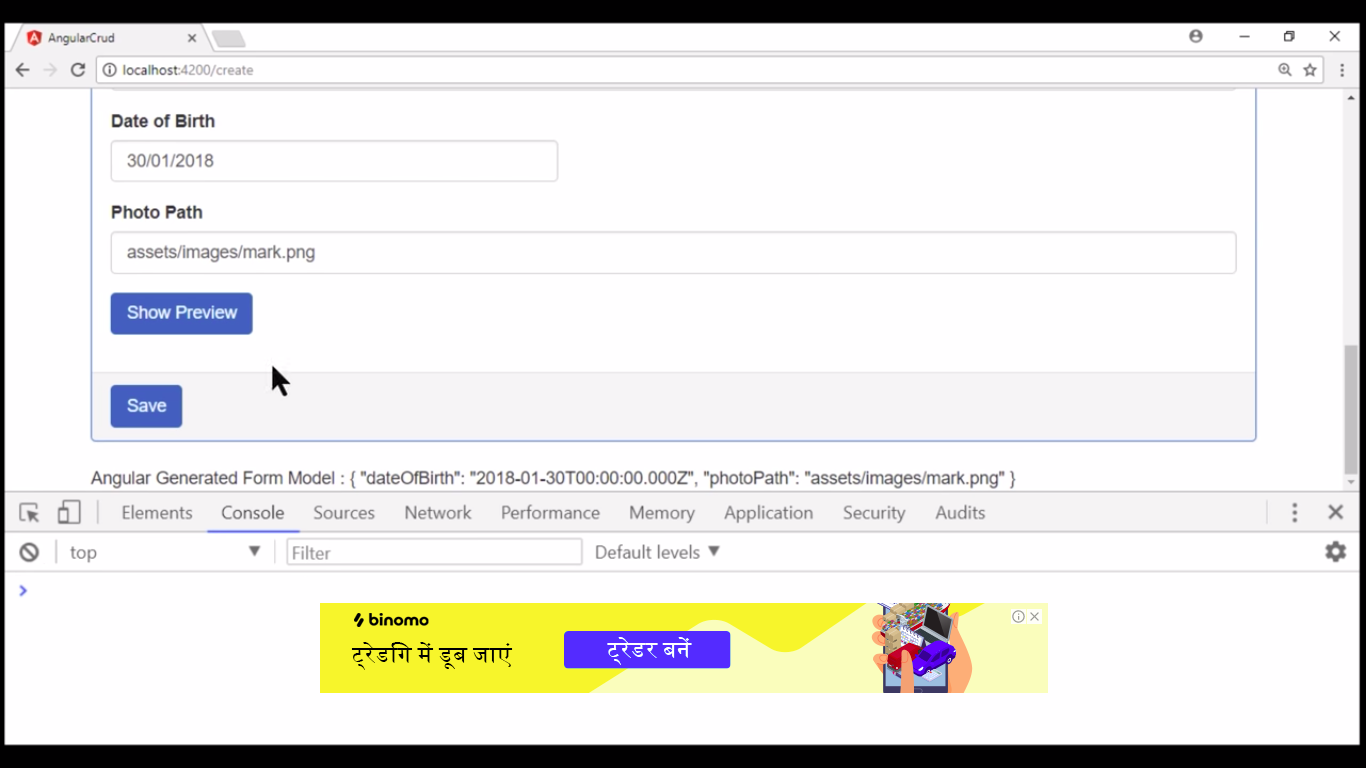 AngularCrud
localhost:4200/create
Date of Birth
30/01/2018
Photo Path
assets/images/mark.png
Show Preview
Save
Angular Generated Form Model : { "dateOfBirth": "2018-01-30T00:00:00.000Z", "photoPath": "assets/images/mark.png" }
Elements Console Sources Network Performance Memory Application Security Audits
top Filter Default levels
binomo
ट्रेडगि में डूब जाएं
ट्रेडर बनें